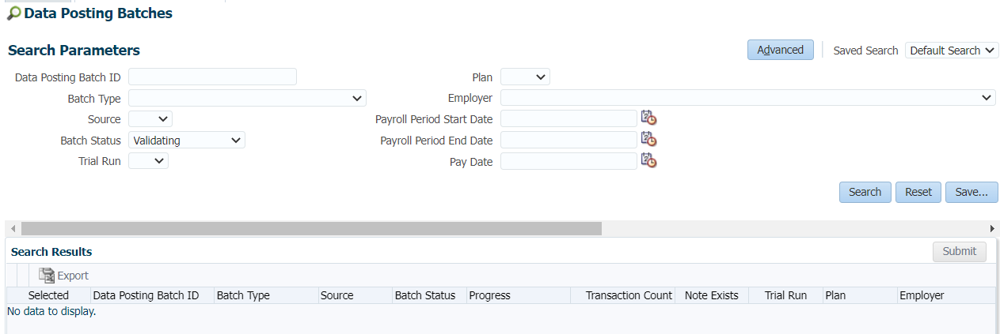 Data Posting Batches
Search Parameters
Advanced
Saved Search Default Search
Data Posting Batch ID
Plan
Batch Type
Employer
Source
Payroll Period Start Date
Batch Status Validating
Payroll Period End Date
Trial Run
Pay Date
Search Reset Save...
Search Results
Submit
Export
Selected Data Posting Batch ID Batch Type Source Batch Status Progress Transaction Count Note Exists Trial Run Plan Employer
No data to display.